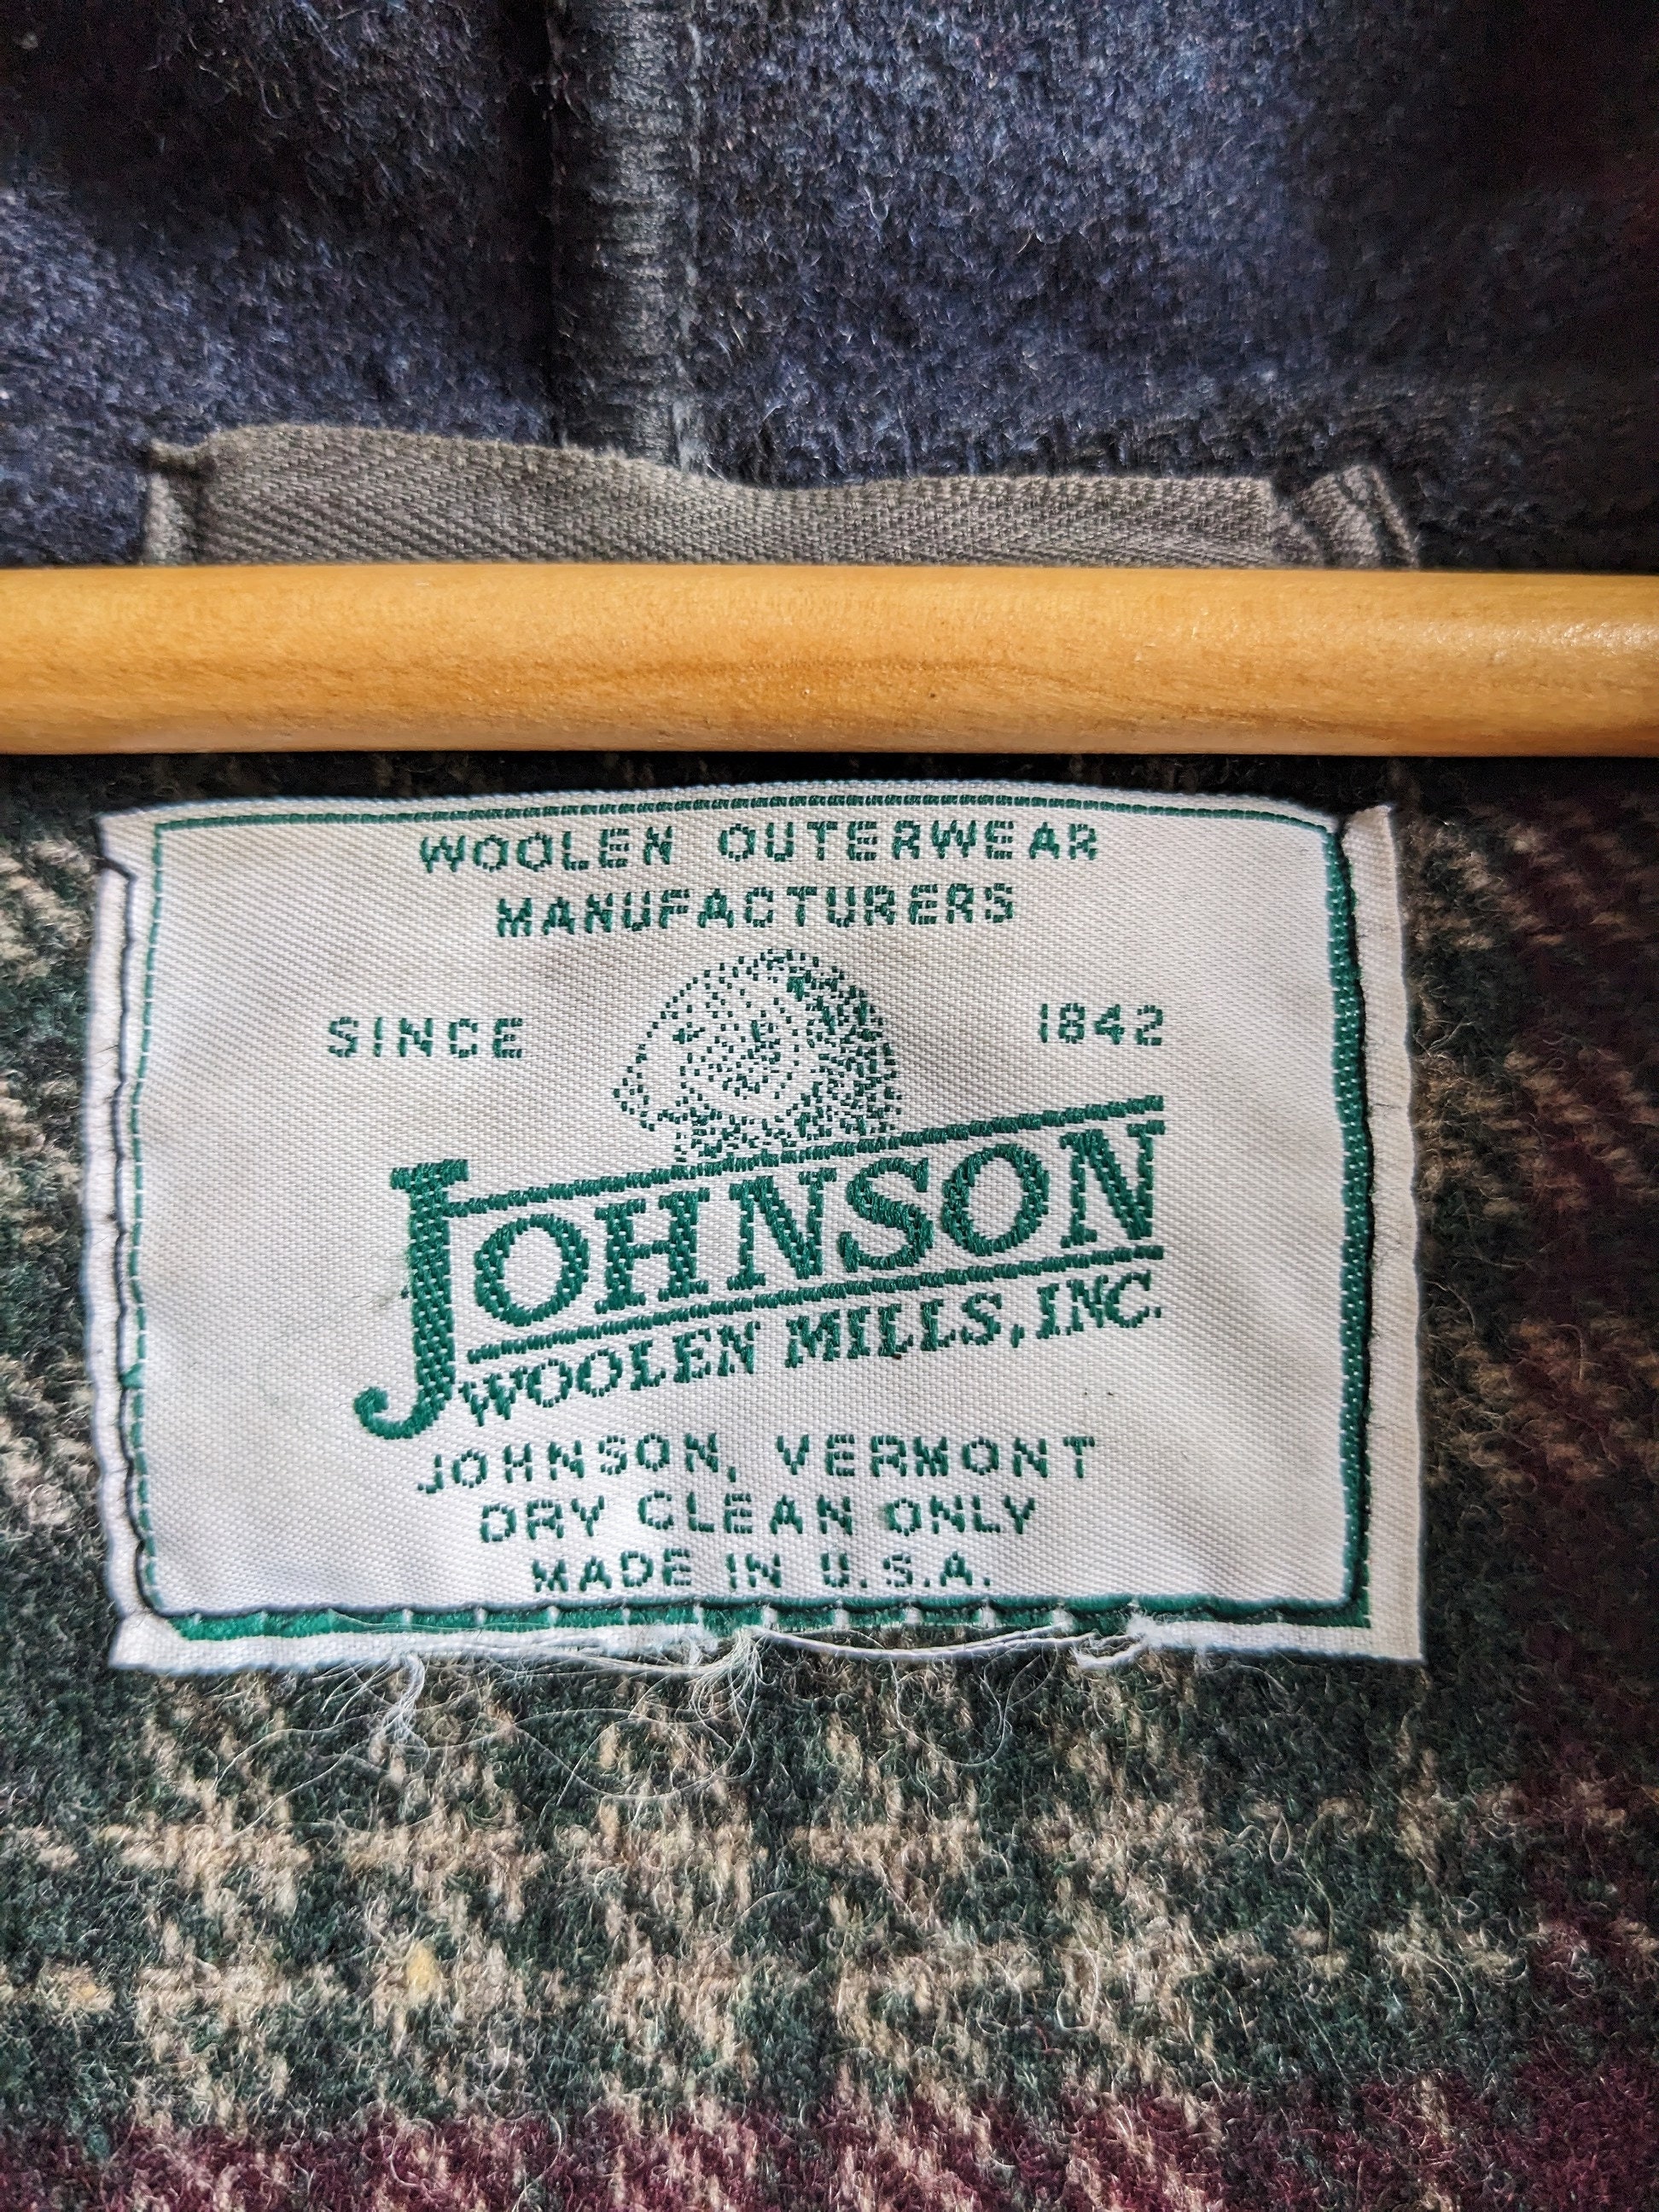 WOOLEN OUTERWEAR
MANUFACTURERS
SINCE 1842
JOHNSON
WOOLEN MILLS, INC.
JOHNSON, VERMONT
DRY CLEAN ONLY
MADE IN U.S.A.